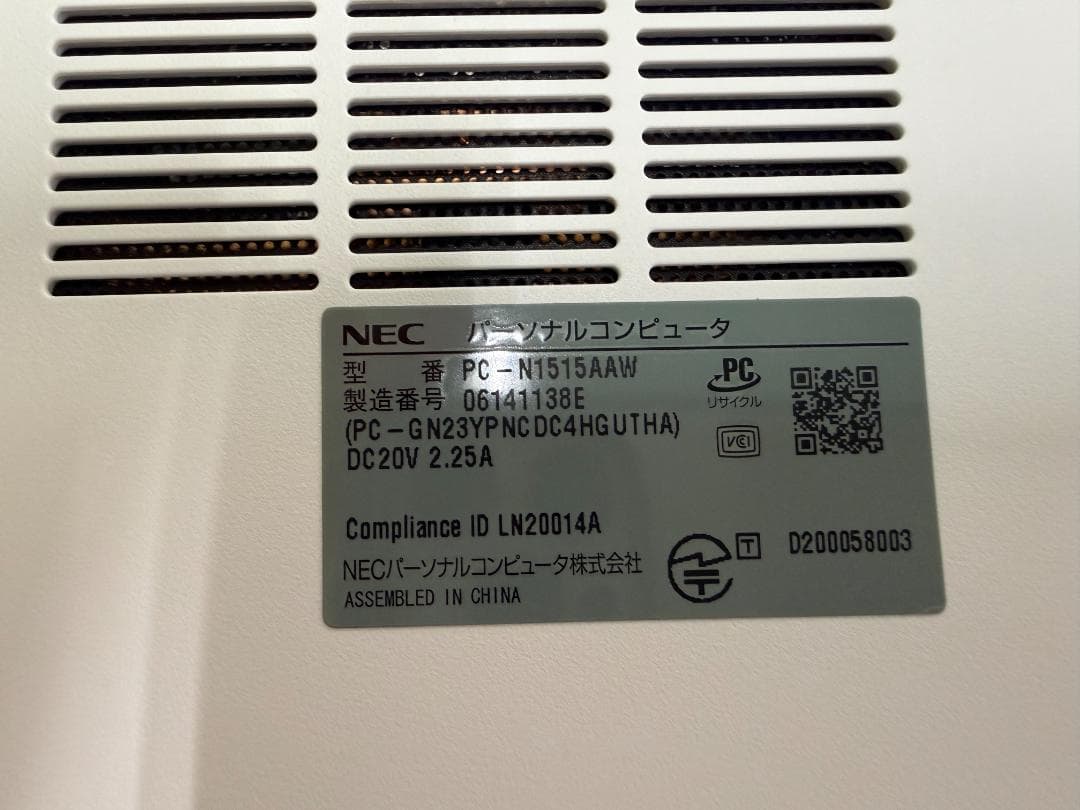 NEC パーソナルコンピュータ
型 番 PC-N1515AAW
製造番号 06141138E
(PC-GN23YPNCDC4HGUTHA)
DC20V 2.25A
PC
リサイクル
VCCI
Compliance ID LN20014A
NECパーソナルコンピュータ株式会社
ASSEMBLED IN CHINA
T D200058003